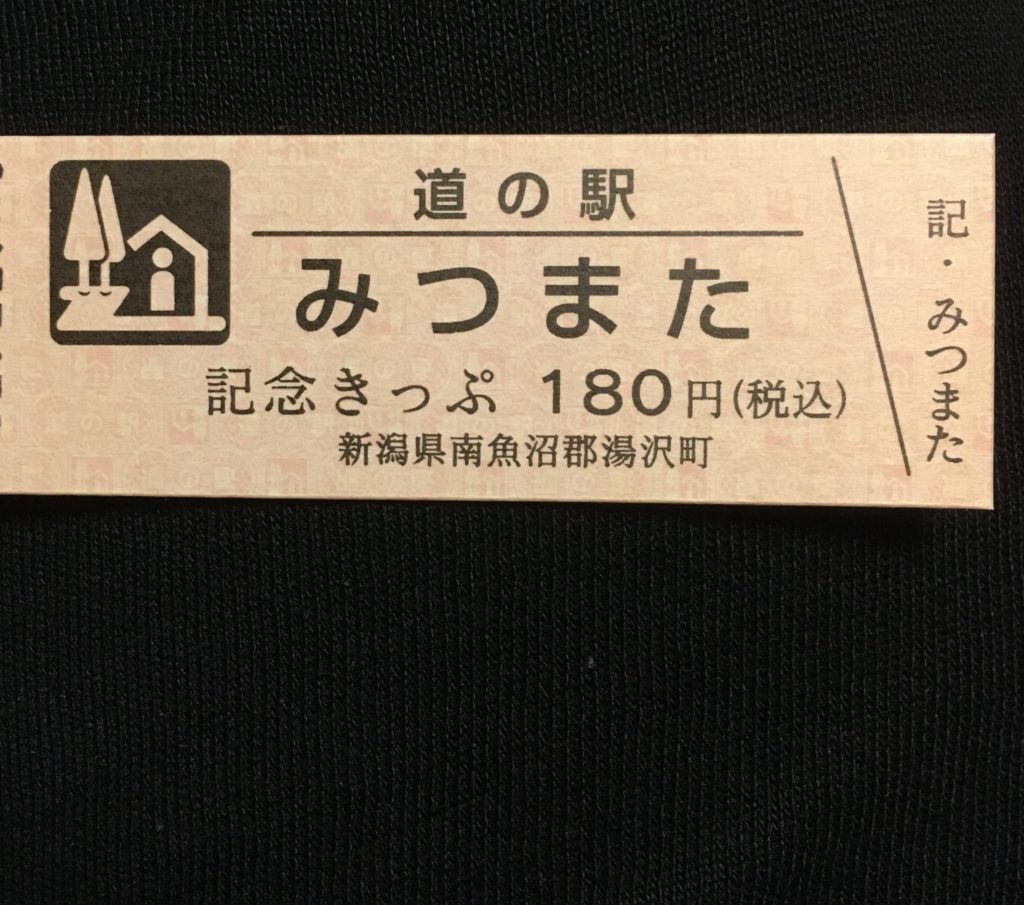 道の駅
みつまた
記念きっぷ 180円(税込)
新潟県南魚沼郡湯沢町
記・みつまた